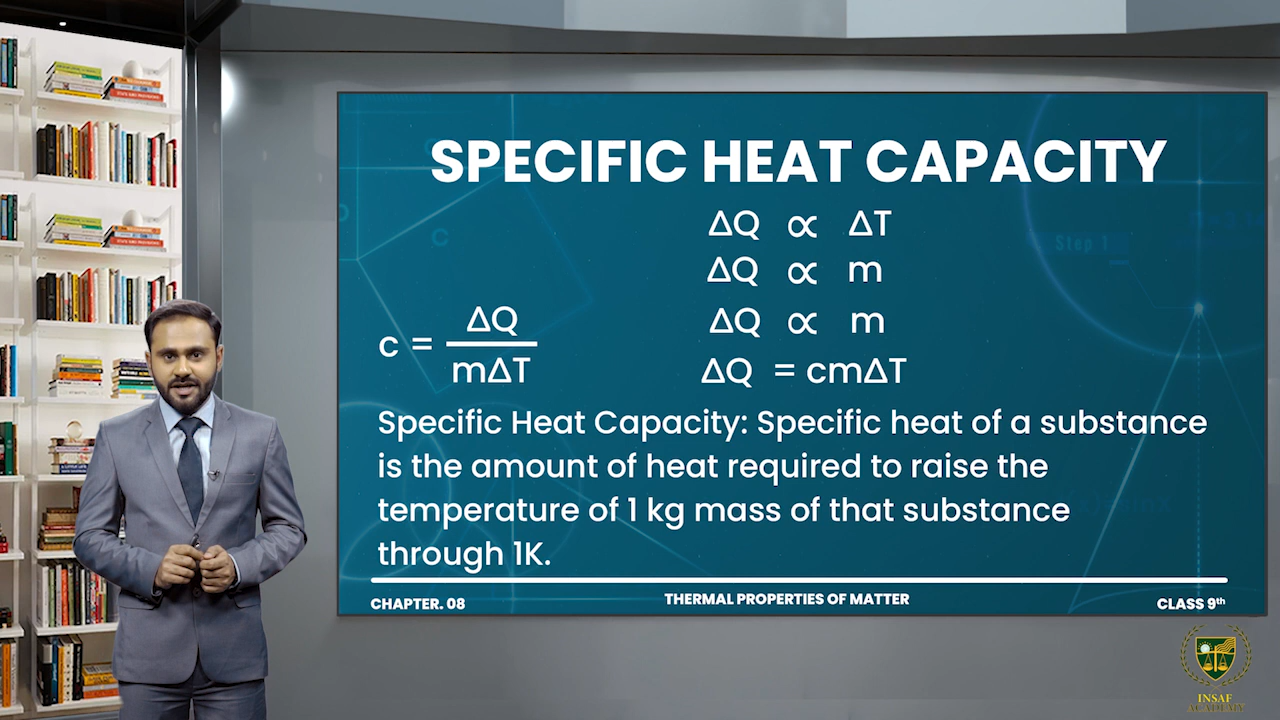 SPECIFIC HEAT CAPACITY
ΔQ ∝ ΔT
ΔQ ∝ m
ΔQ ∝ m
ΔQ = cmΔT
c = ΔQ
mΔT
Specific Heat Capacity: Specific heat of a substance
is the amount of heat required to raise the
temperature of 1 kg mass of that substance
through 1K.
CHAPTER. 08
THERMAL PROPERTIES OF MATTER
CLASS 9th
Step 1
INSAF
ACADEMY